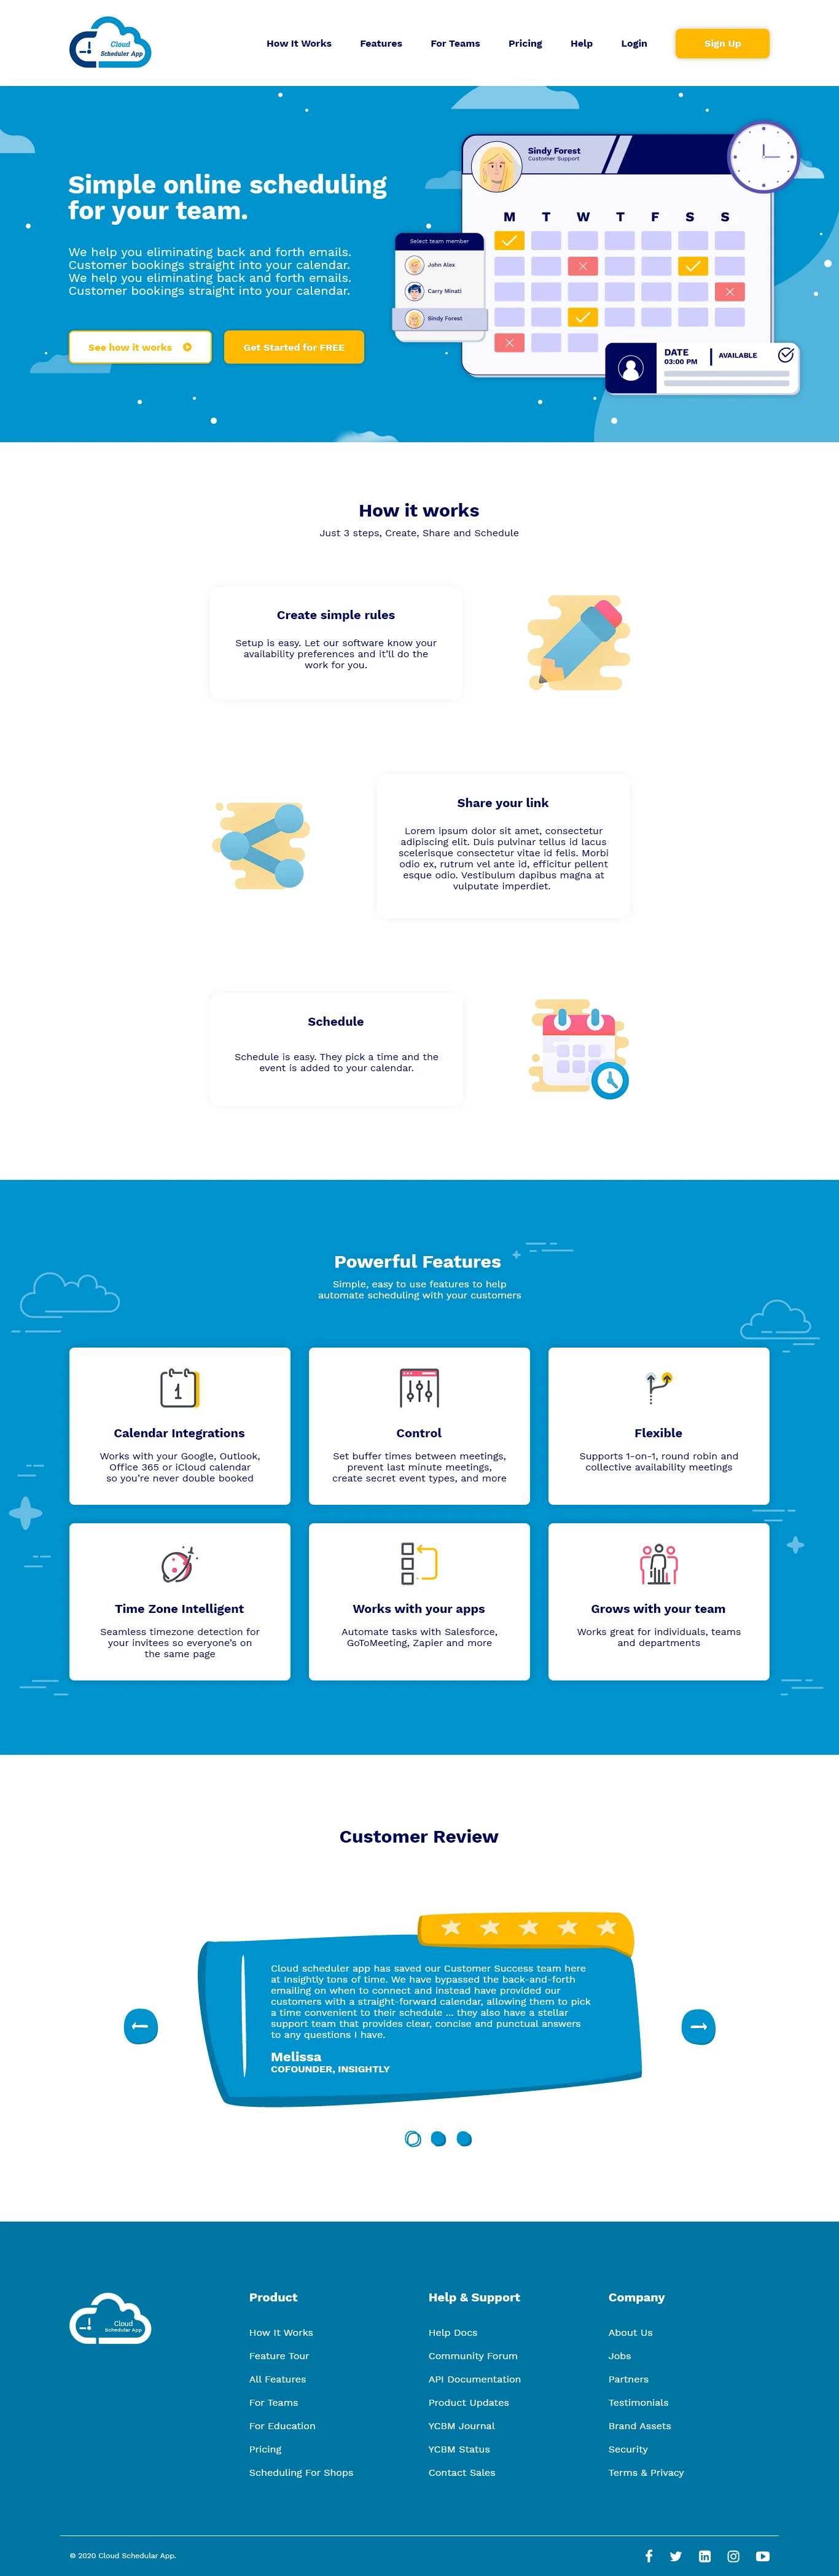 Cloud
Scheduler App
How It Works
Features
For Teams
Pricing
Help
Login
Sign Up
Simple online scheduling
for your team.
We help you eliminating back and forth emails.
Customer bookings straight into your calendar.
We help you eliminating back and forth emails.
Customer bookings straight into your calendar.
See how it works
Get Started for FREE
Sindy Forest
Customer Support
M T W T F S S
Select team member
John Alex
Carry Minati
Sindy Forest
DATE
03:00 PM
AVAILABLE
How it works
Just 3 steps, Create, Share and Schedule
Create simple rules
Setup is easy. Let our software know your
availability preferences and it'll do the
work for you.
Share your link
Lorem ipsum dolor sit amet, consectetur
adipiscing elit. Duis pulvinar tellus id lacus
scelerisque consectetur vitae id felis. Morbi
odio ex, rutrum vel ante id, efficitur pellent
esque odio. Vestibulum dapibus magna at
vulputate imperdiet.
Schedule
Schedule is easy. They pick a time and the
event is added to your calendar.
Powerful Features
Simple, easy to use features to help
automate scheduling with your customers
1
Calendar Integrations
Works with your Google, Outlook,
Office 365 or iCloud calendar
so you're never double booked
Control
Set buffer times between meetings,
prevent last minute meetings,
create secret event types, and more
Flexible
Supports 1-on-1, round robin and
collective availability meetings
Time Zone Intelligent
Seamless timezone detection for
your invitees so everyone's on
the same page
Works with your apps
Automate tasks with Salesforce,
GoToMeeting, Zapier and more
Grows with your team
Works great for individuals, teams
and departments
Customer Review
Cloud scheduler app has saved our Customer Success team here
at Insightly tons of time. We have bypassed the back-and-forth
emailing on when to connect and instead have provided our
customers with a straight-forward calendar, allowing them to pick
a time convenient to their schedule ... they also have a stellar
support team that provides clear, concise and punctual answers
to any questions I have.
Melissa
COFOUNDER, INSIGHTLY
Cloud
Schedular App
Product
How It Works
Feature Tour
All Features
For Teams
For Education
Pricing
Scheduling For Shops
Help & Support
Help Docs
Community Forum
API Documentation
Product Updates
YCBM Journal
YCBM Status
Contact Sales
Company
About Us
Jobs
Partners
Testimonials
Brand Assets
Security
Terms & Privacy
© 2020 Cloud Schedular App.